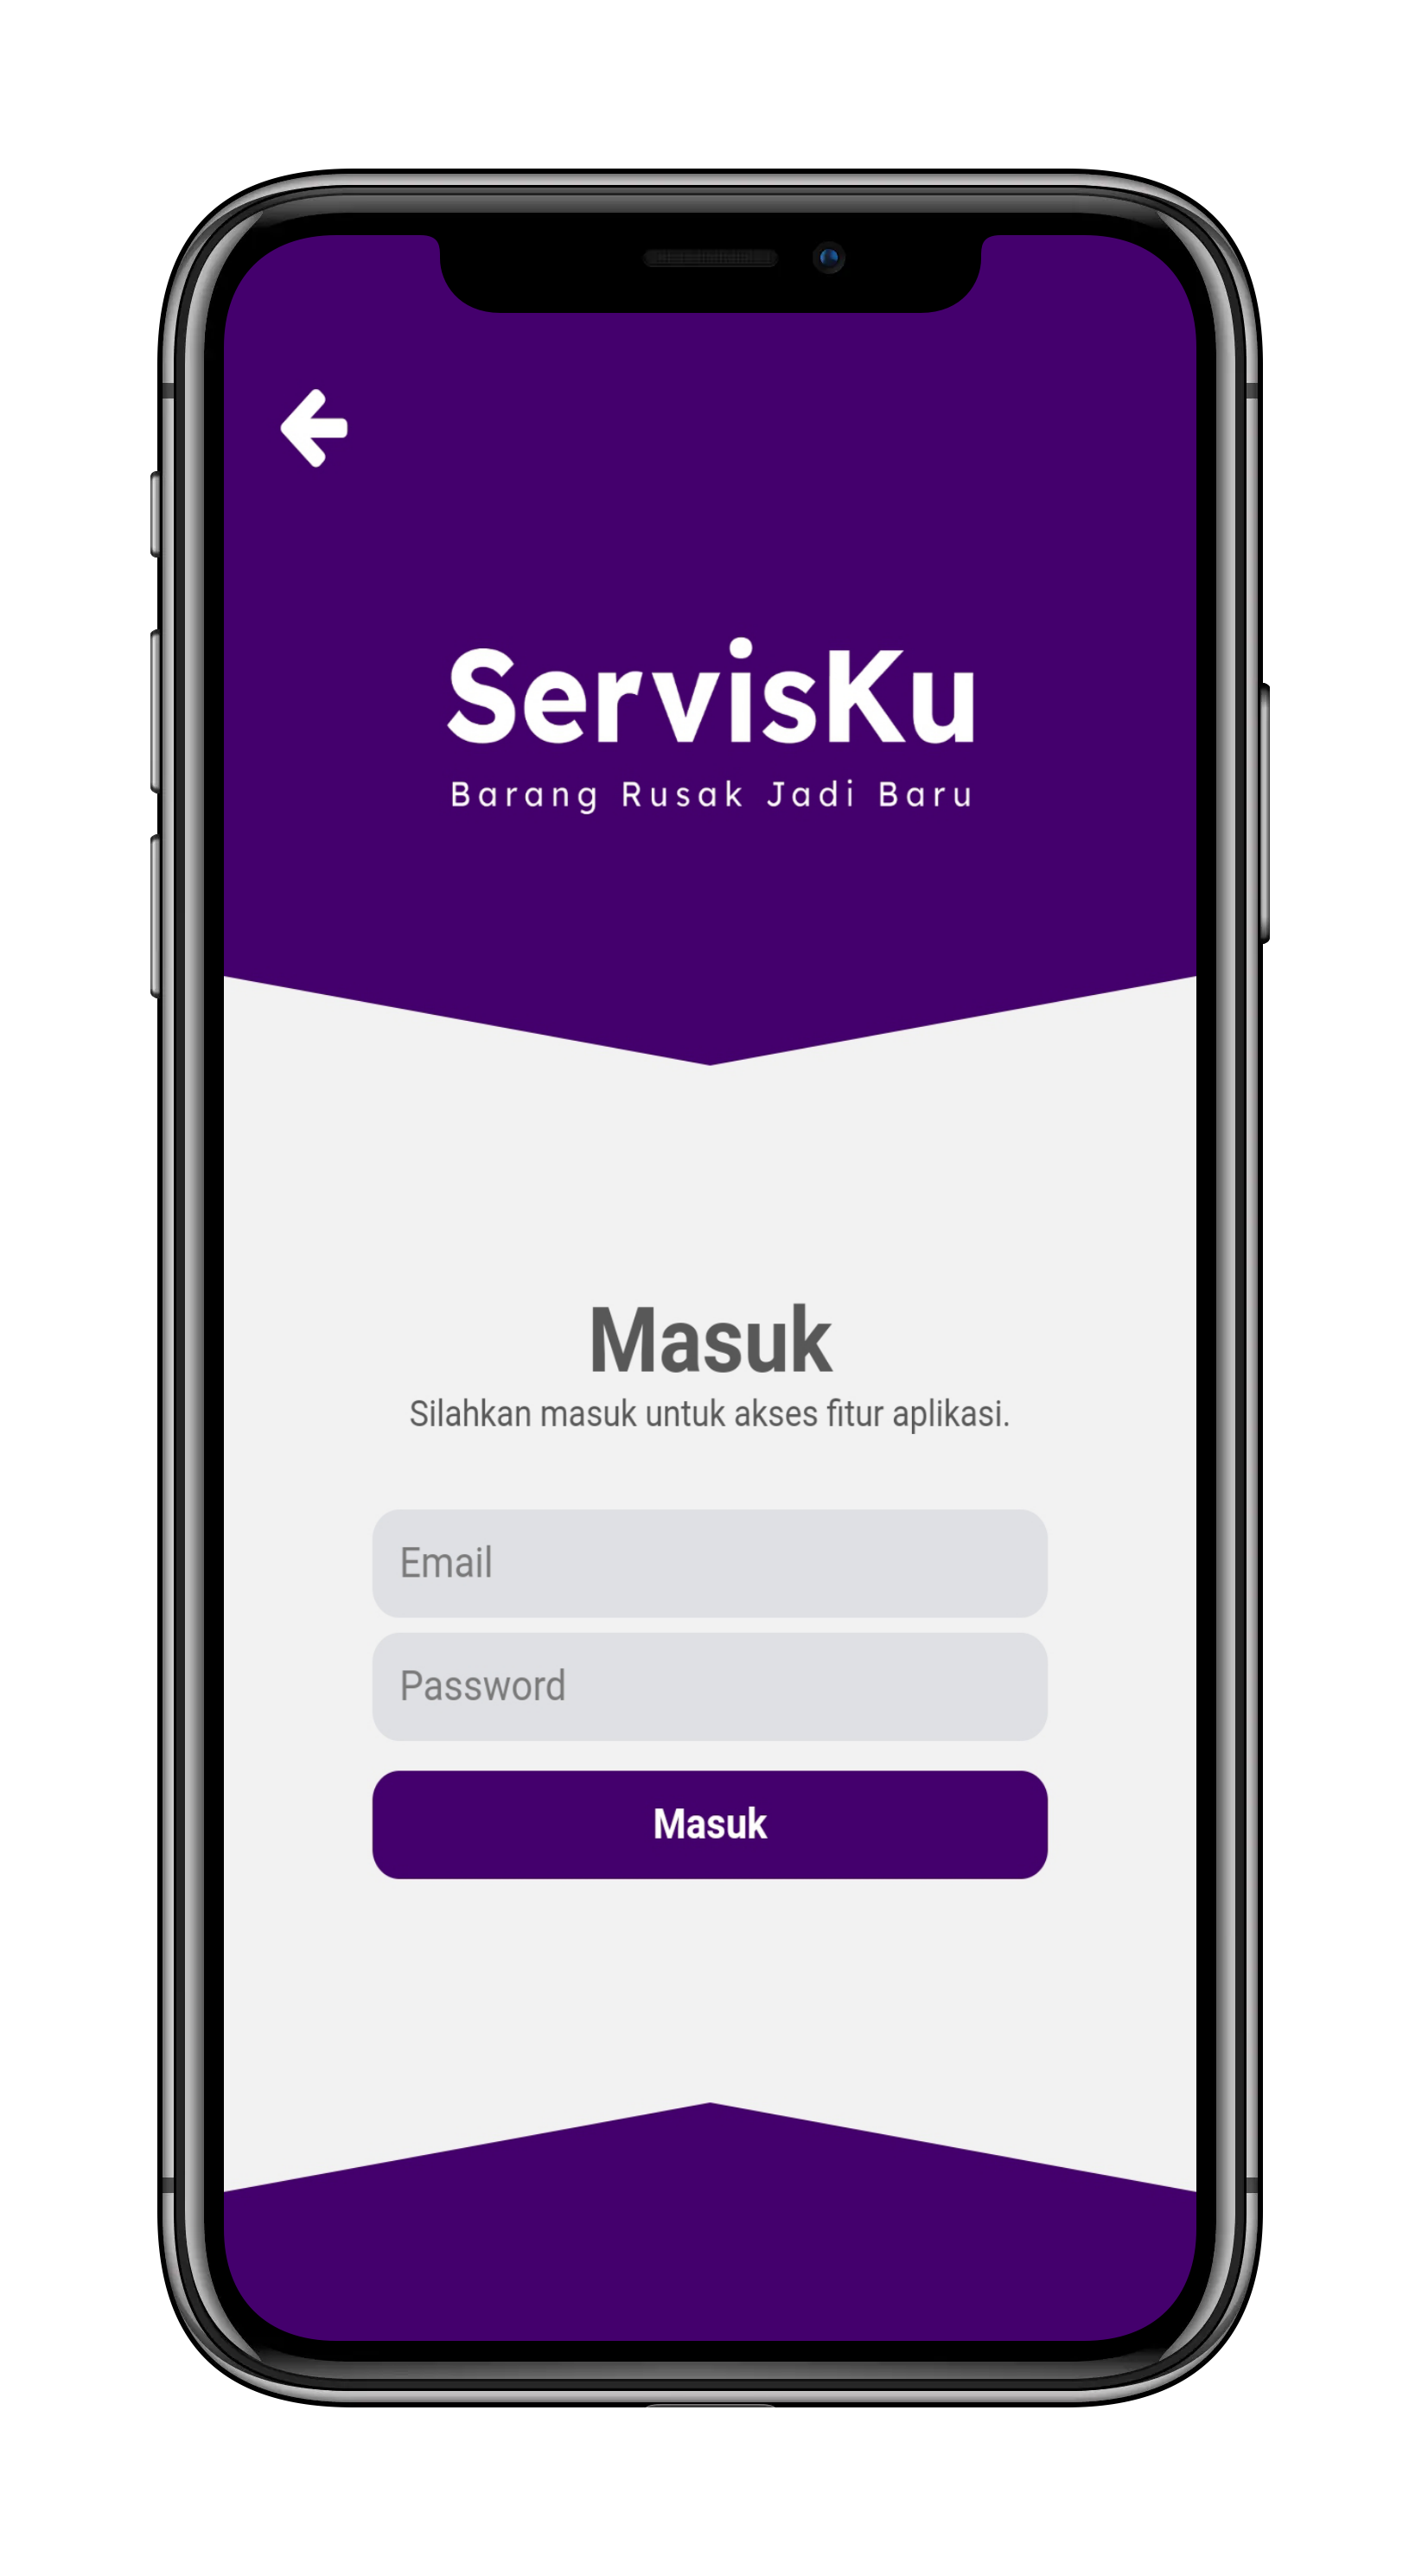 ServisKu
Barang Rusak Jadi Baru
Masuk
Silahkan masuk untuk akses fitur aplikasi.
Email
Password
Masuk